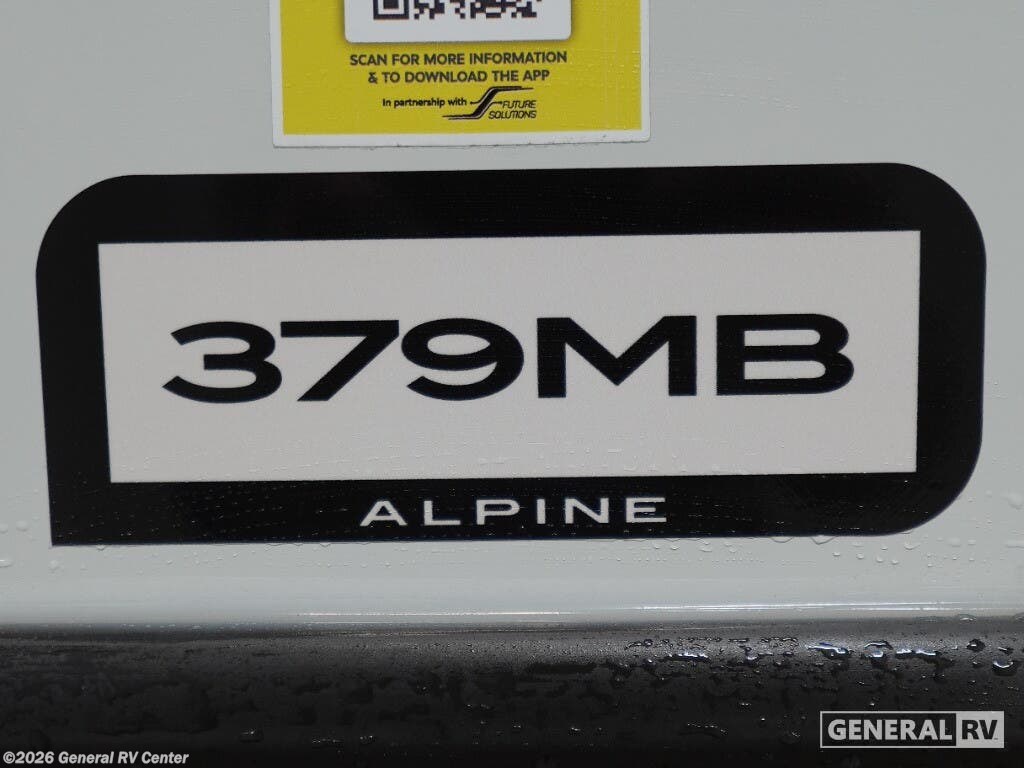 SCAN FOR MORE INFORMATION
& TO DOWNLOAD THE APP
In partnership with FUTURE
SOLUTIONS
379MB
ALPINE
GENERAL RV
©2026 General RV Center